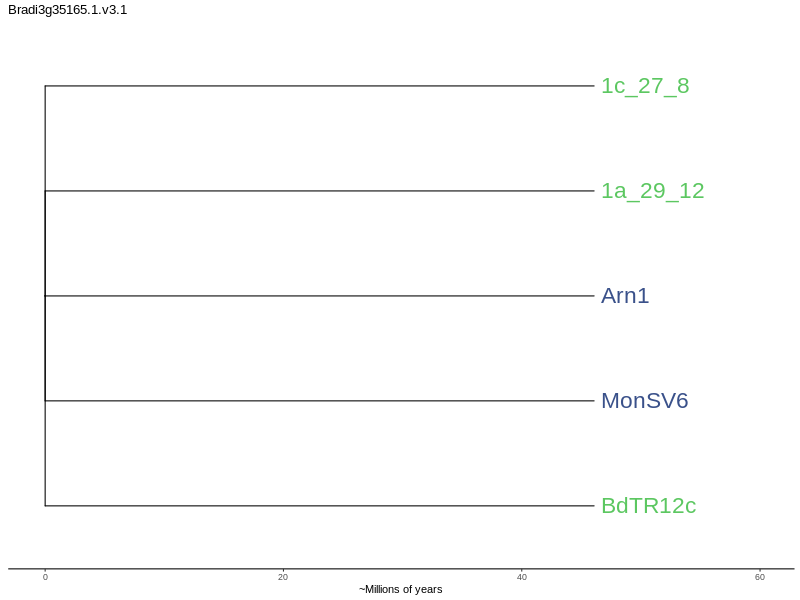 Bradi3g35165.1.v3.1
1c_27_8
1a_29_12
Arn1
MonSV6
BdTR12c
0 20 40 60
~Millions of years